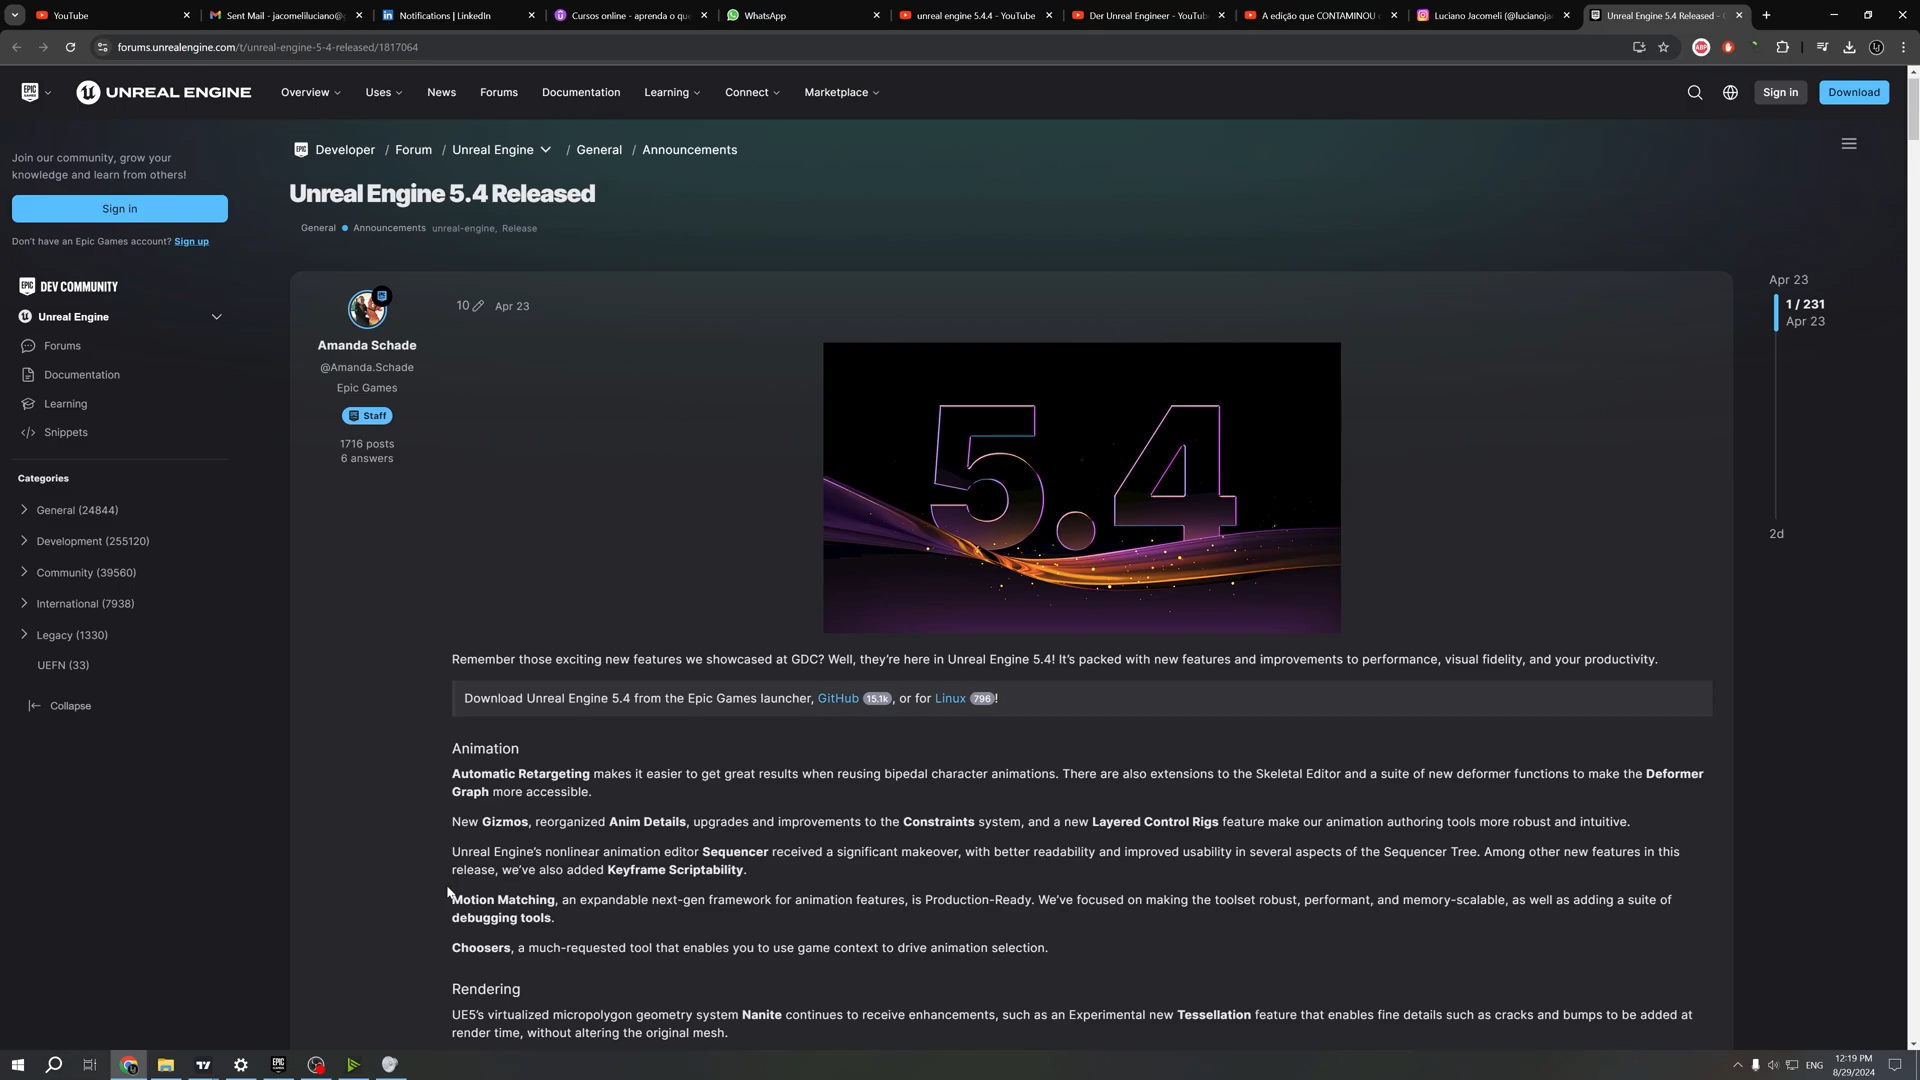 YouTube
Sent Mail - jacomeliluciano@g
Notifications | LinkedIn
Cursos online - aprenda o que
WhatsApp
unreal engine 5.4.4 - YouTube
Der Unreal Engineer - YouTube
A edição que CONTAMINOU o
Luciano Jacomeli (@lucianojac
Unreal Engine 5.4 Released -
forums.unrealengine.com/t/unreal-engine-5-4-released/1817064
ABP
LJ
EPIC GAMES
UNREAL ENGINE
Overview
Uses
News
Forums
Documentation
Learning
Connect
Marketplace
Sign in
Download
Join our community, grow your
knowledge and learn from others!
Sign in
Don't have an Epic Games account? Sign up
EPIC DEV COMMUNITY
Unreal Engine
Forums
Documentation
Learning
Snippets
Categories
General (24844)
Development (255120)
Community (39560)
International (7938)
Legacy (1330)
UEFN (33)
Collapse
Developer / Forum / Unreal Engine / General / Announcements
Unreal Engine 5.4 Released
General Announcements unreal-engine, Release
Amanda Schade
@Amanda.Schade
Epic Games
Staff
1716 posts
6 answers
10 Apr 23
5.4
Apr 23
1 / 231
Apr 23
2d
Remember those exciting new features we showcased at GDC? Well, they're here in Unreal Engine 5.4! It's packed with new features and improvements to performance, visual fidelity, and your productivity.
Download Unreal Engine 5.4 from the Epic Games launcher, GitHub 15.1k, or for Linux 796!
Animation
Automatic Retargeting makes it easier to get great results when reusing bipedal character animations. There are also extensions to the Skeletal Editor and a suite of new deformer functions to make the Deformer
Graph more accessible.
New Gizmos, reorganized Anim Details, upgrades and improvements to the Constraints system, and a new Layered Control Rigs feature make our animation authoring tools more robust and intuitive.
Unreal Engine's nonlinear animation editor Sequencer received a significant makeover, with better readability and improved usability in several aspects of the Sequencer Tree. Among other new features in this
release, we've also added Keyframe Scriptability.
Motion Matching, an expandable next-gen framework for animation features, is Production-Ready. We've focused on making the toolset robust, performant, and memory-scalable, as well as adding a suite of
debugging tools.
Choosers, a much-requested tool that enables you to use game context to drive animation selection.
Rendering
UE5's virtualized micropolygon geometry system Nanite continues to receive enhancements, such as an Experimental new Tessellation feature that enables fine details such as cracks and bumps to be added at
render time, without altering the original mesh.
ENG
12:19 PM
8/29/2024